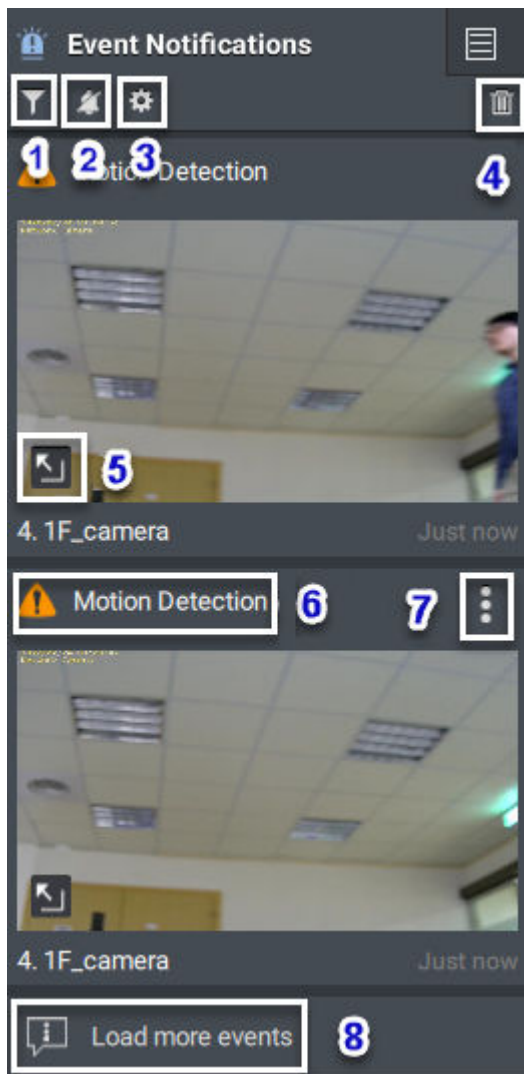 Event Notifications
1 2 3 4
Motion Detection
5
4. 1F_camera Just now
Motion Detection 6 7
4. 1F_camera Just now
Load more events 8